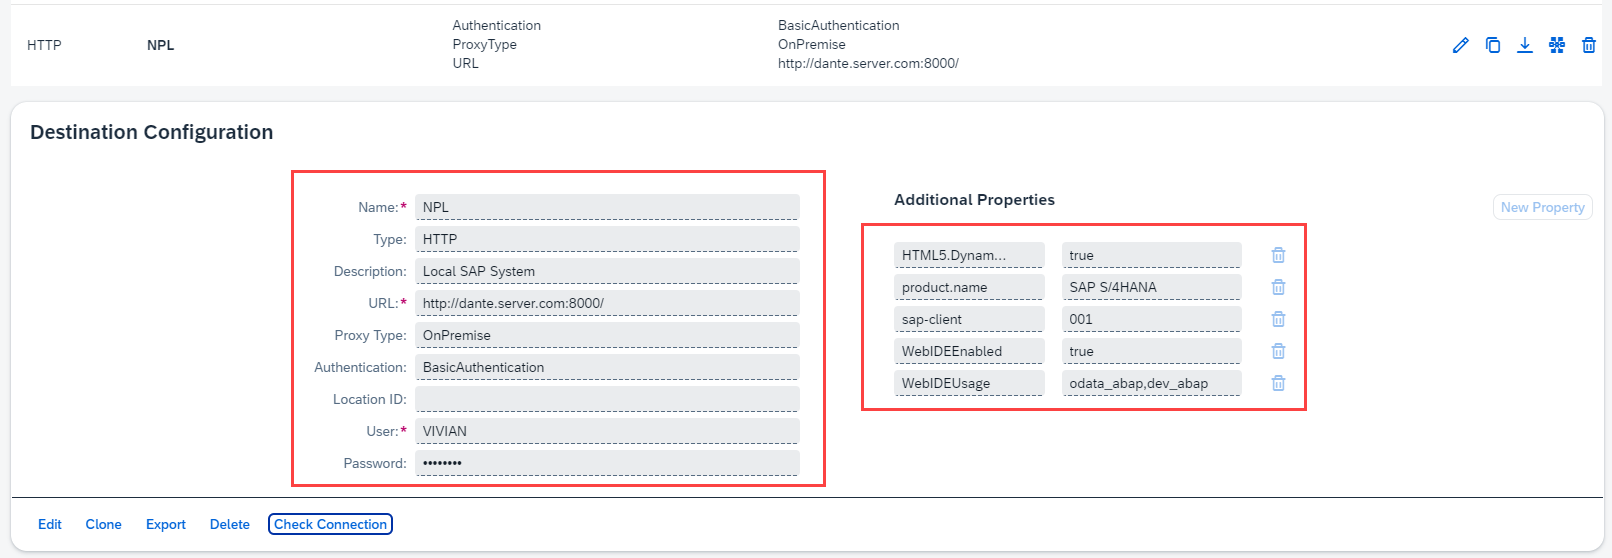 Authentication BasicAuthentication
HTTP NPL ProxyType OnPremise
URL http://dante.server.com:8000/
Destination Configuration
Name:* NPL
Type: HTTP
Description: Local SAP System
URL:* http://dante.server.com:8000/
Proxy Type: OnPremise
Authentication: BasicAuthentication
Location ID:
User:* VIVIAN
Password: ••••••••
Additional Properties
New Property
HTML5.Dynam... true
product.name SAP S/4HANA
sap-client 001
WebIDEEnabled true
WebIDEUsage odata_abap,dev_abap
Edit Clone Export Delete Check Connection